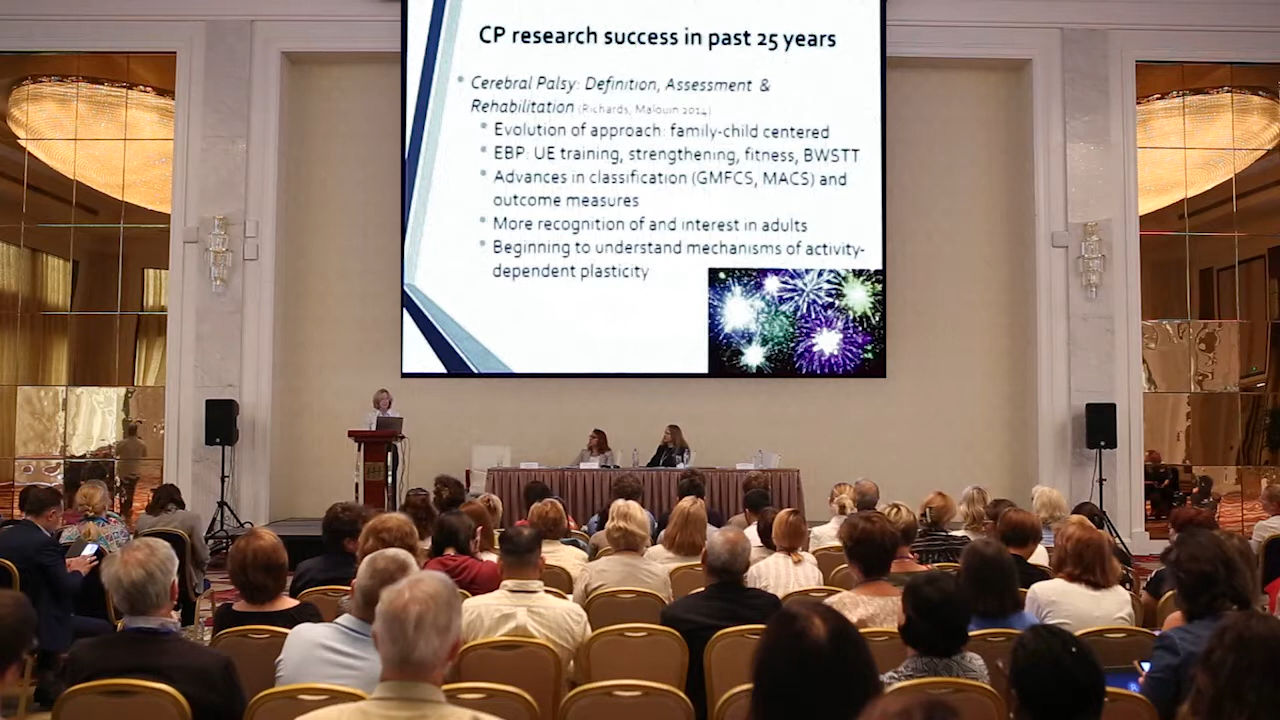 CP research success in past 25 years
Cerebral Palsy: Definition, Assessment &
Rehabilitation (Richards, Malouin 2014)
Evolution of approach: family-child centered
EBP: UE training, strengthening, fitness, BWSTT
Advances in classification (GMFCS, MACS) and
outcome measures
More recognition of and interest in adults
Beginning to understand mechanisms of activity-
dependent plasticity